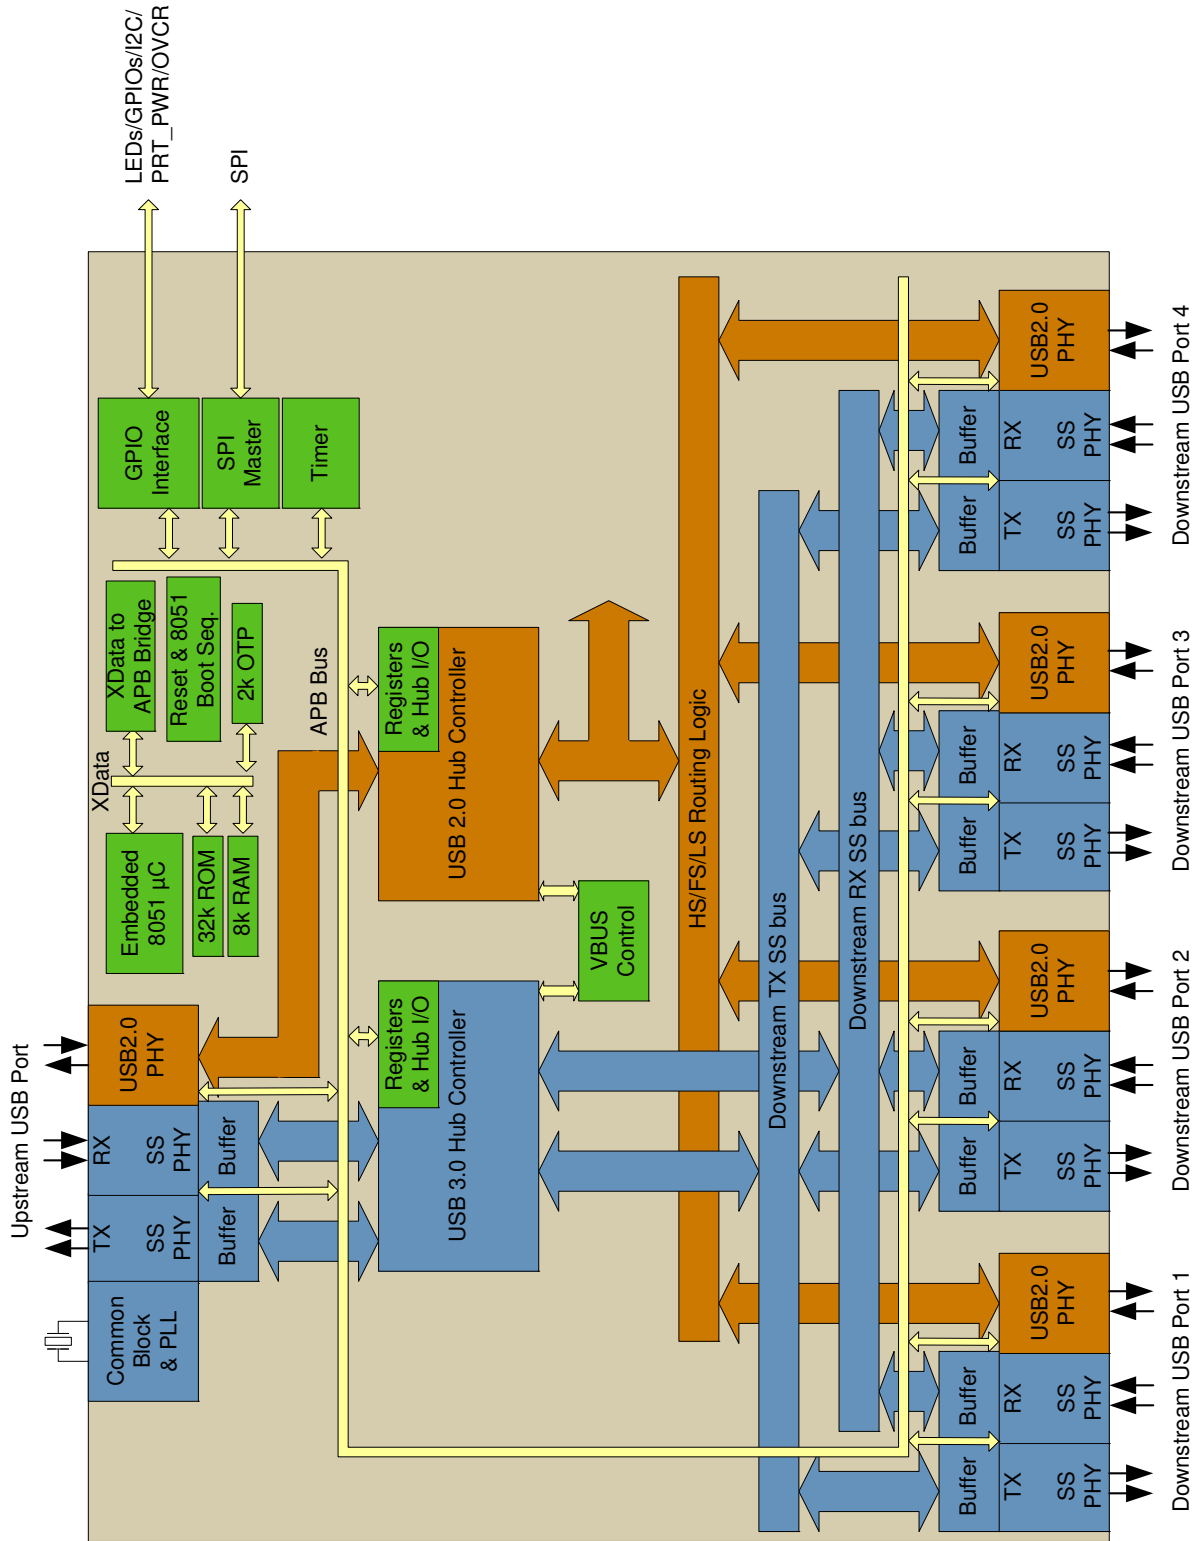 Upstream USB Port
Common
Block
& PLL
TX
SS
PHY
Buffer
RX
SS
PHY
Buffer
USB2.0
PHY
Embedded
8051 µC
32k ROM
8k RAM
XData
XData to
APB Bridge
Reset & 8051
Boot Seq.
2k OTP
GPIO
Interface
SPI
Master
Timer
LEDs/GPIOs/I2C/
PRT_PWR/OVCR
SPI
APB Bus
Registers
& Hub I/O
USB 3.0 Hub Controller
Registers
& Hub I/O
USB 2.0 Hub Controller
VBUS
Control
HS/FS/LS Routing Logic
Downstream TX SS bus
Downstream RX SS bus
Buffer
TX
SS
PHY
Buffer
RX
SS
PHY
USB2.0
PHY
Downstream USB Port 1
Buffer
TX
SS
PHY
Buffer
RX
SS
PHY
USB2.0
PHY
Downstream USB Port 2
Buffer
TX
SS
PHY
Buffer
RX
SS
PHY
USB2.0
PHY
Downstream USB Port 3
Buffer
TX
SS
PHY
Buffer
RX
SS
PHY
USB2.0
PHY
Downstream USB Port 4